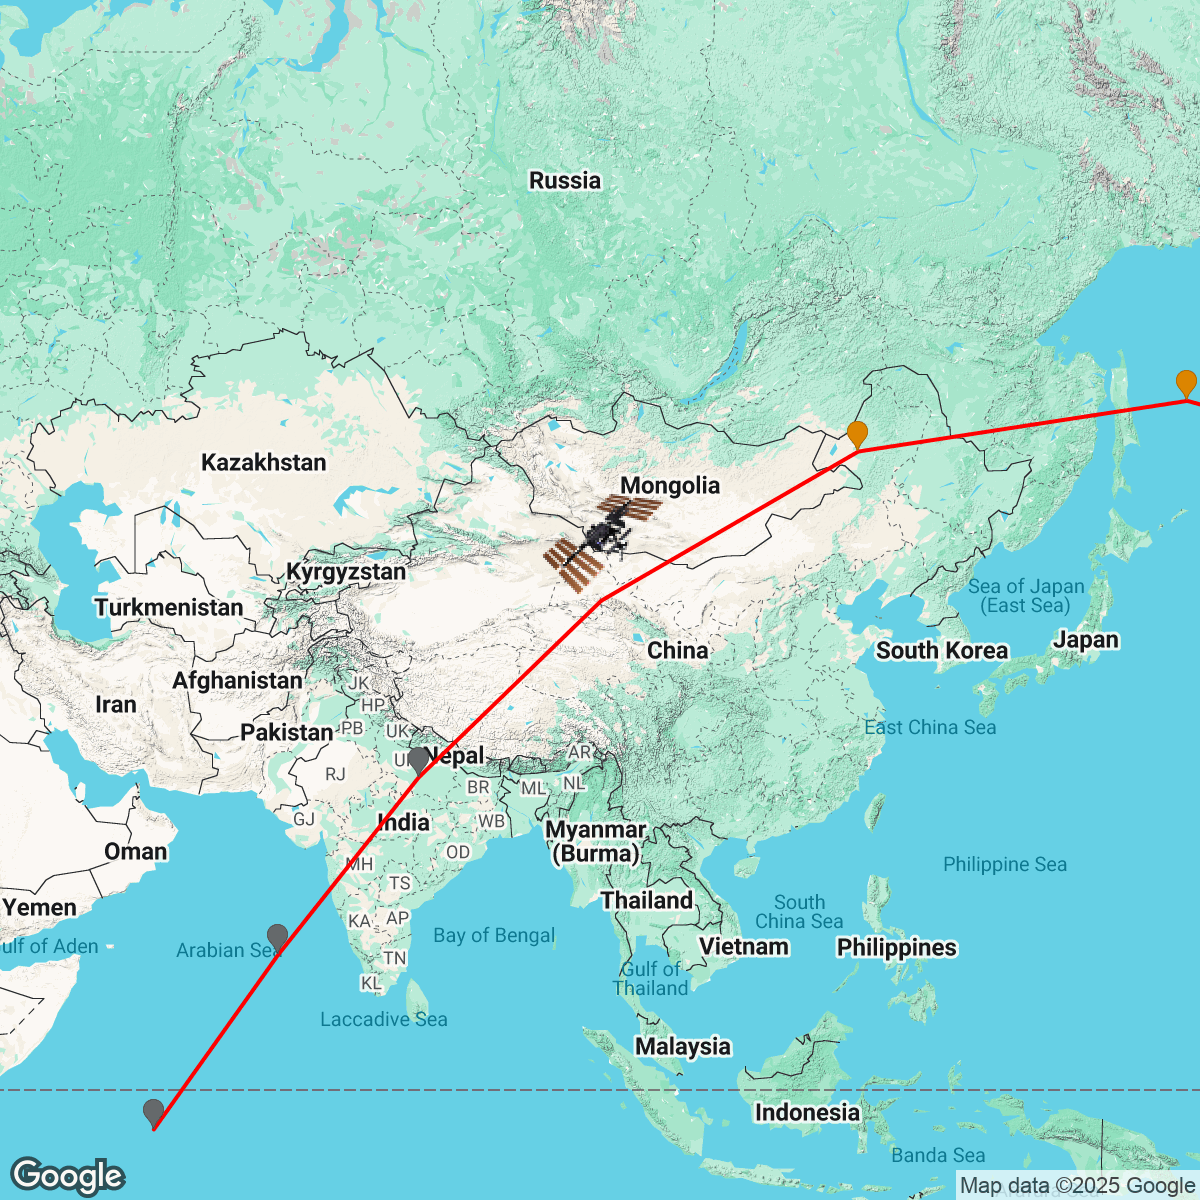 Russia
Kazakhstan
Mongolia
Kyrgyzstan
Sea of Japan
(East Sea)
Turkmenistan
Japan
South Korea
China
Afghanistan
JK
Iran
HP
PB
UK
Pakistan
East China Sea
Nepal
AR
RJ
ML
NL
BR
GJ
India
WB
Myanmar
(Burma)
Oman
OD
MH
Philippine Sea
TS
Thailand
South
China Sea
Yemen
KA
AP
Bay of Bengal
ulf of Aden
Arabian Sea
Vietnam
Philippines
TN
Gulf of
Thailand
KL
Laccadive Sea
Malaysia
Indonesia
Banda Sea
Google
Map data ©2025 Google